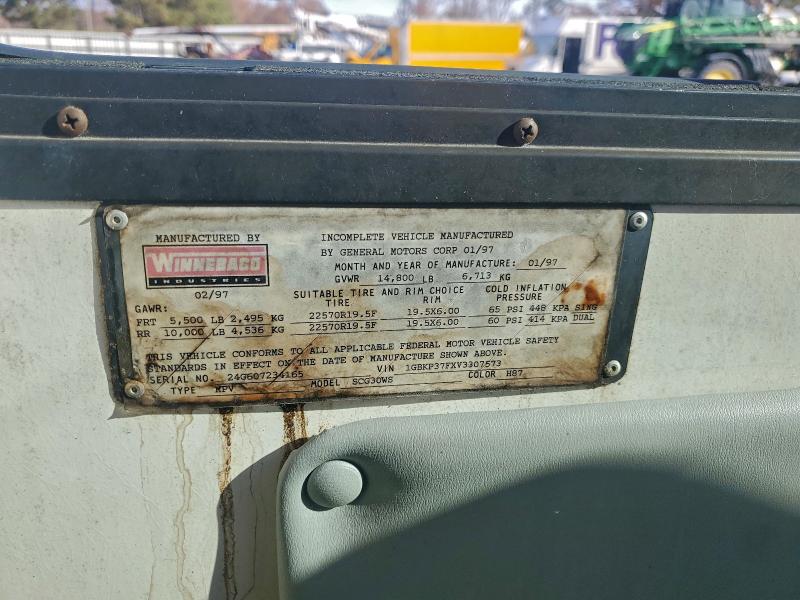 MANUFACTURED BY
WINNEBAGO
INDUSTRIES
02/97
INCOMPLETE VEHICLE MANUFACTURED
BY GENERAL MOTORS CORP 01/97
MONTH AND YEAR OF MANUFACTURE: 01/97
GVWR 14,800 LB 6,713 KG
SUITABLE TIRE AND RIM CHOICE COLD INFLATION
GAWR: TIRE RIM PRESSURE
FRT 5,500 LB 2,495 KG 22570R19.5F 19.5X6.00 65 PSI 448 KPA SING
RR 10,000 LB 4,536 KG 22570R19.5F 19.5X6.00 60 PSI 414 KPA DUAL
THIS VEHICLE CONFORMS TO ALL APPLICABLE FEDERAL MOTOR VEHICLE SAFETY
STANDARDS IN EFFECT ON THE DATE OF MANUFACTURE SHOWN ABOVE.
SERIAL NO. 24G607234165 VIN 1GBKP37FXV3307573
TYPE MPV MODEL SCG30WS COLOR H87